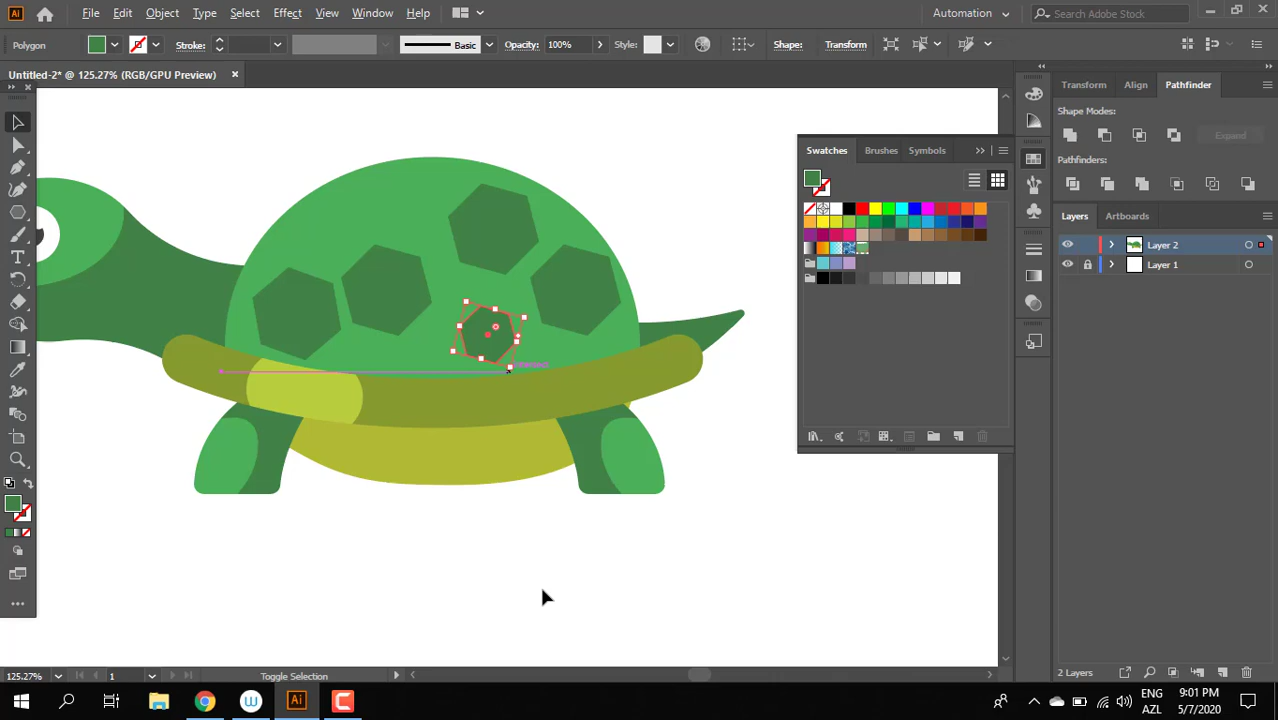 Ai File Edit Object Type Select Effect View Window Help Automation Search Adobe Stock
Polygon Stroke: Basic Opacity: 100% Style: Shape: Transform
Untitled-2* @ 125.27% (RGB/GPU Preview)
Transform Align Pathfinder
Shape Modes:
Expand
Pathfinders:
Swatches Brushes Symbols
Layers Artboards
Layer 2
Layer 1
125.27% 1 Toggle Selection
2 Layers
Ai
ENG
AZL
9:01 PM
5/7/2020